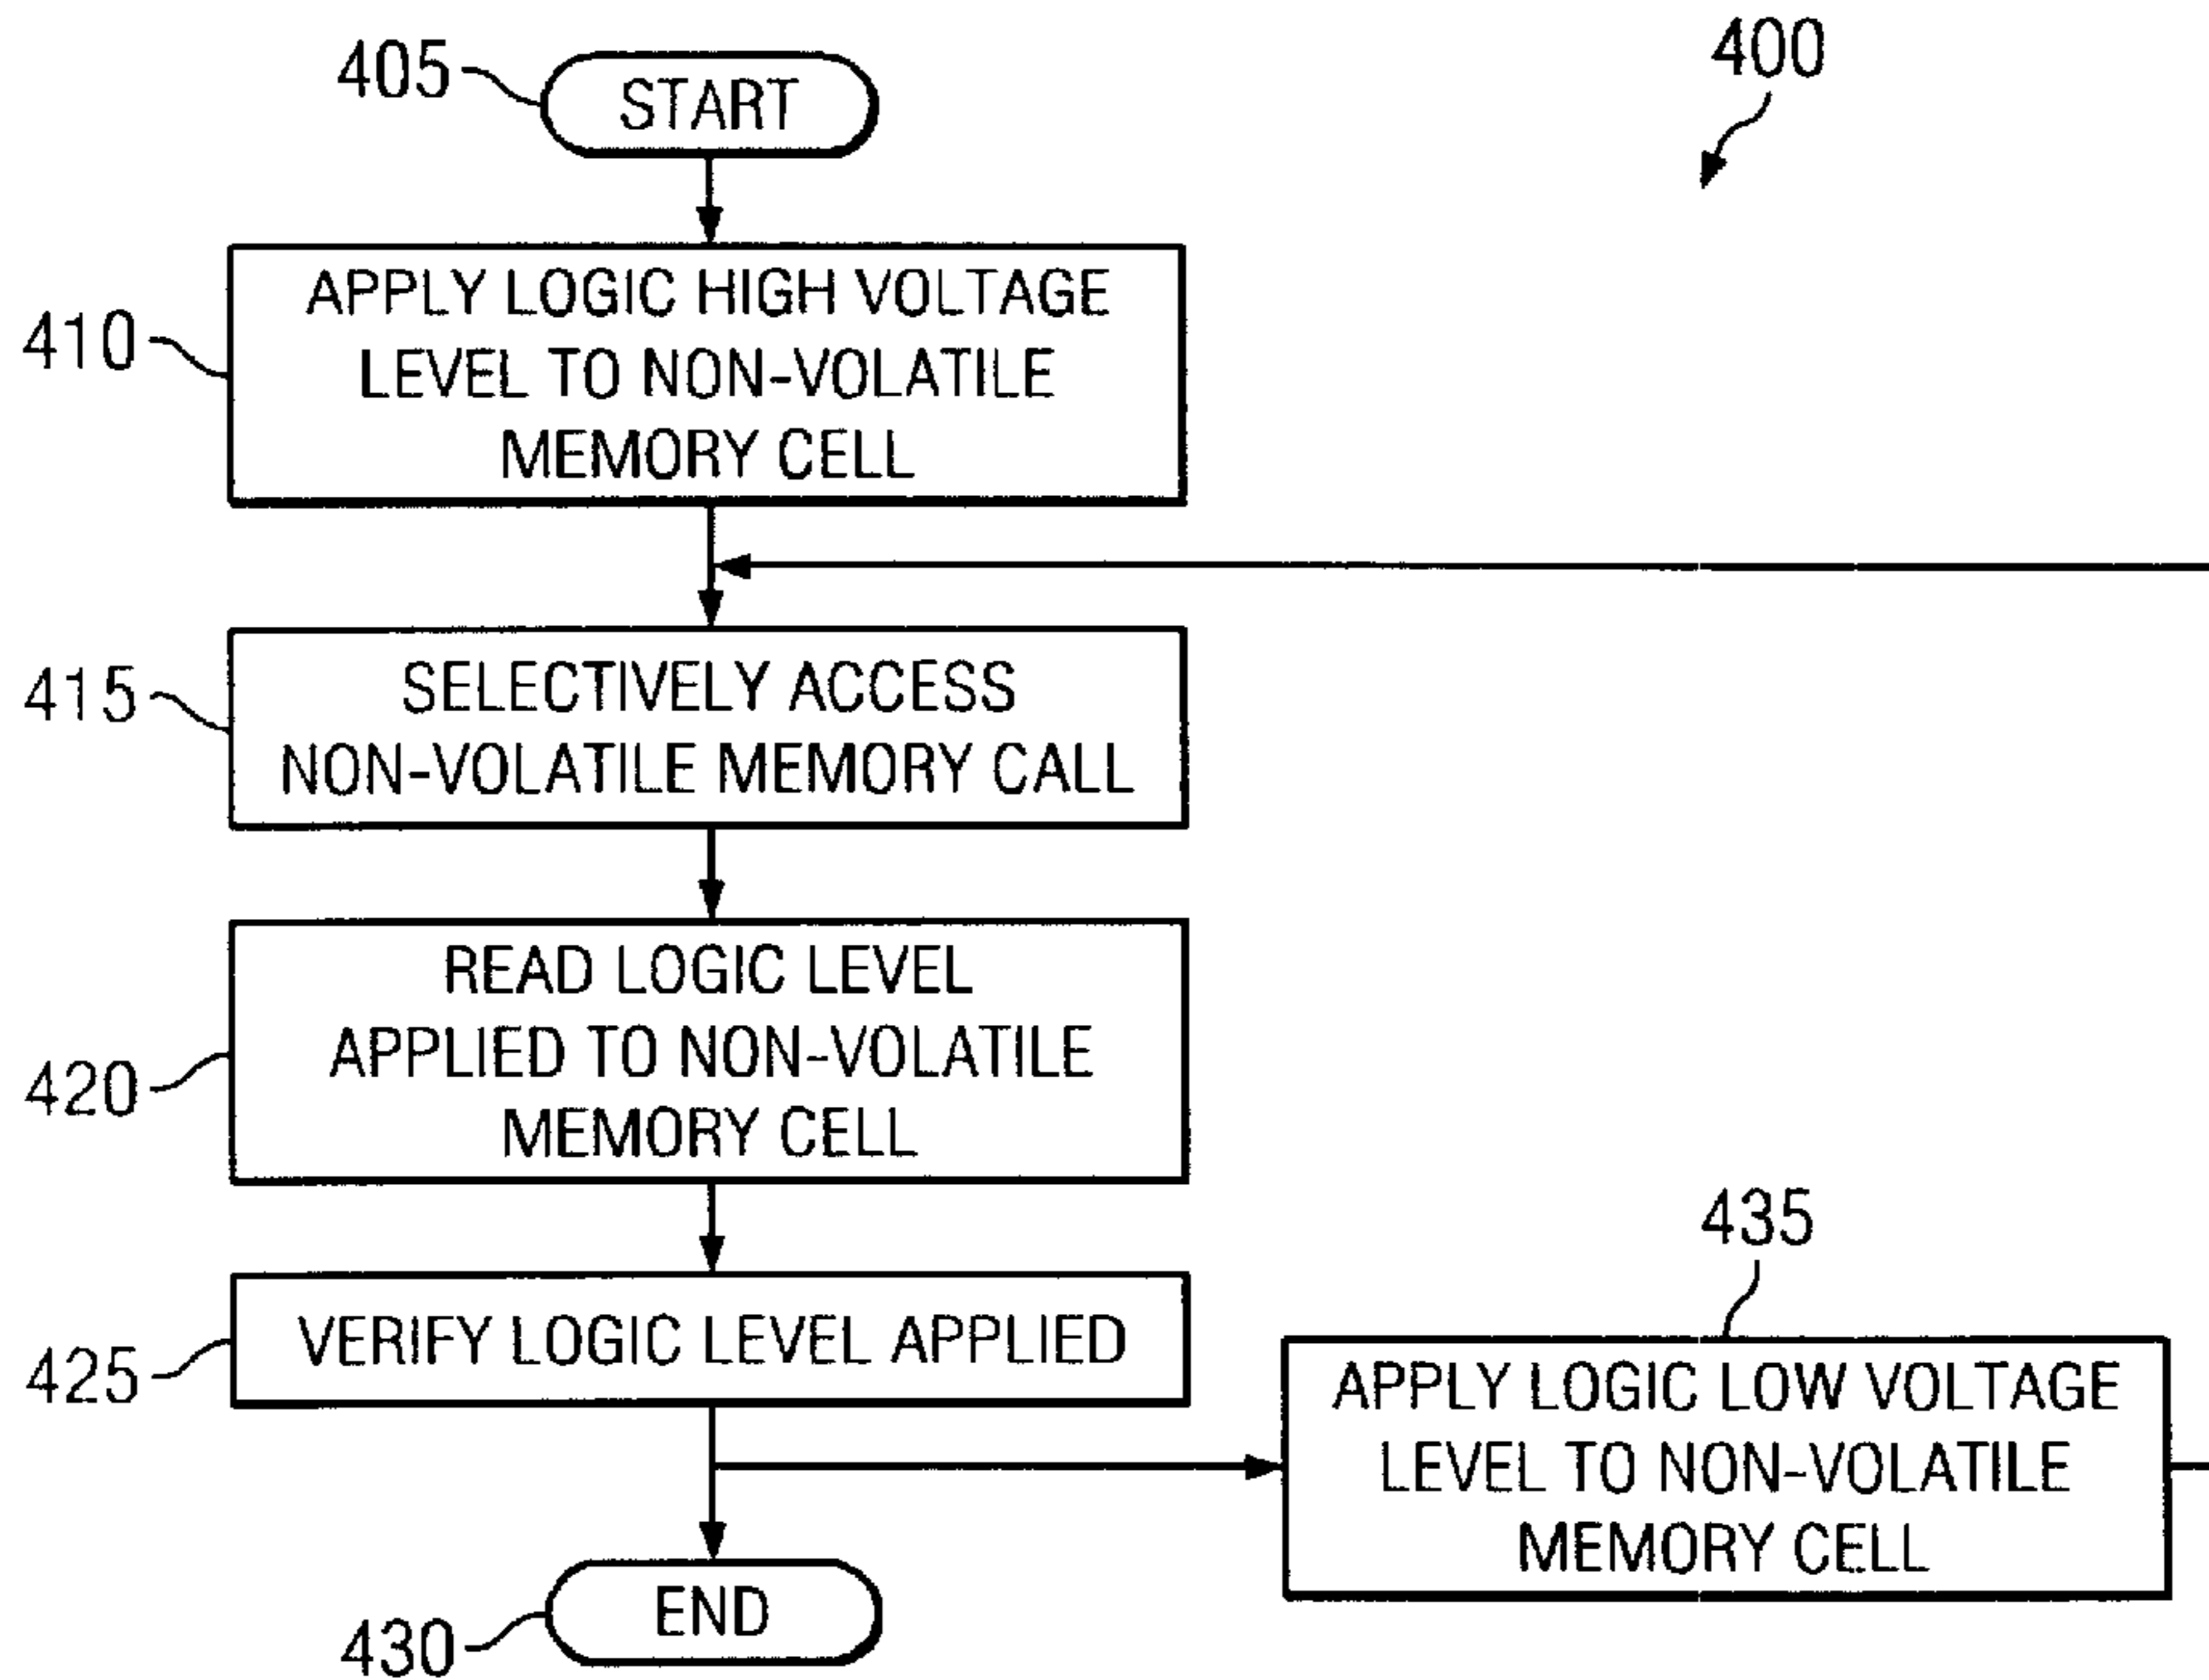 405
START
400
410
APPLY LOGIC HIGH VOLTAGE
LEVEL TO NON-VOLATILE
MEMORY CELL
415
SELECTIVELY ACCESS
NON-VOLATILE MEMORY CALL
420
READ LOGIC LEVEL
APPLIED TO NON-VOLATILE
MEMORY CELL
425
VERIFY LOGIC LEVEL APPLIED
435
APPLY LOGIC LOW VOLTAGE
LEVEL TO NON-VOLATILE
MEMORY CELL
430
END